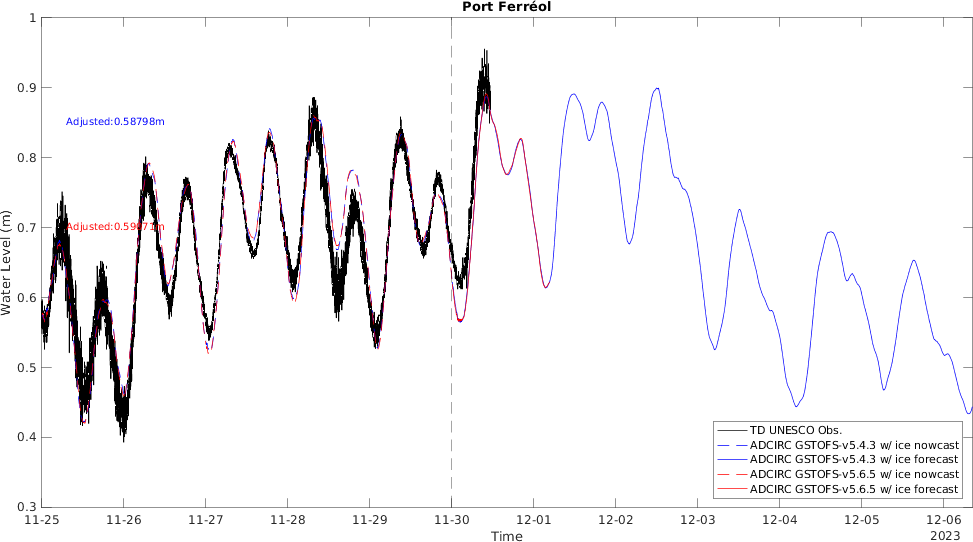 Port Ferréol
1
0.9
0.8
0.7
0.6
0.5
0.4
0.3
Water Level (m)
Adjusted:0.58798m
TD UNESCO Obs.
ADCIRC GSTOFS-v5.4.3 w/ ice nowcast
ADCIRC GSTOFS-v5.4.3 w/ ice forecast
ADCIRC GSTOFS-v5.6.5 w/ ice nowcast
ADCIRC GSTOFS-v5.6.5 w/ ice forecast
11-25 11-26 11-27 11-28 11-29 11-30 12-01 12-02 12-03 12-04 12-05 12-06
Time
2023